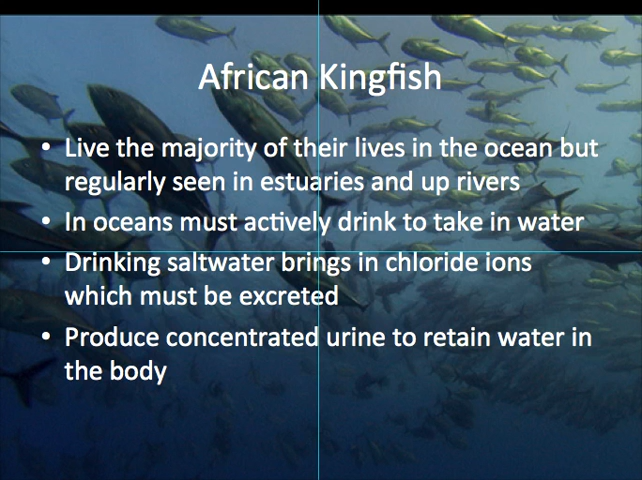 African Kingfish
• Live the majority of their lives in the ocean but
regularly seen in estuaries and up rivers
• In oceans must actively drink to take in water
• Drinking saltwater brings in chloride ions
which must be excreted
• Produce concentrated urine to retain water in
the body